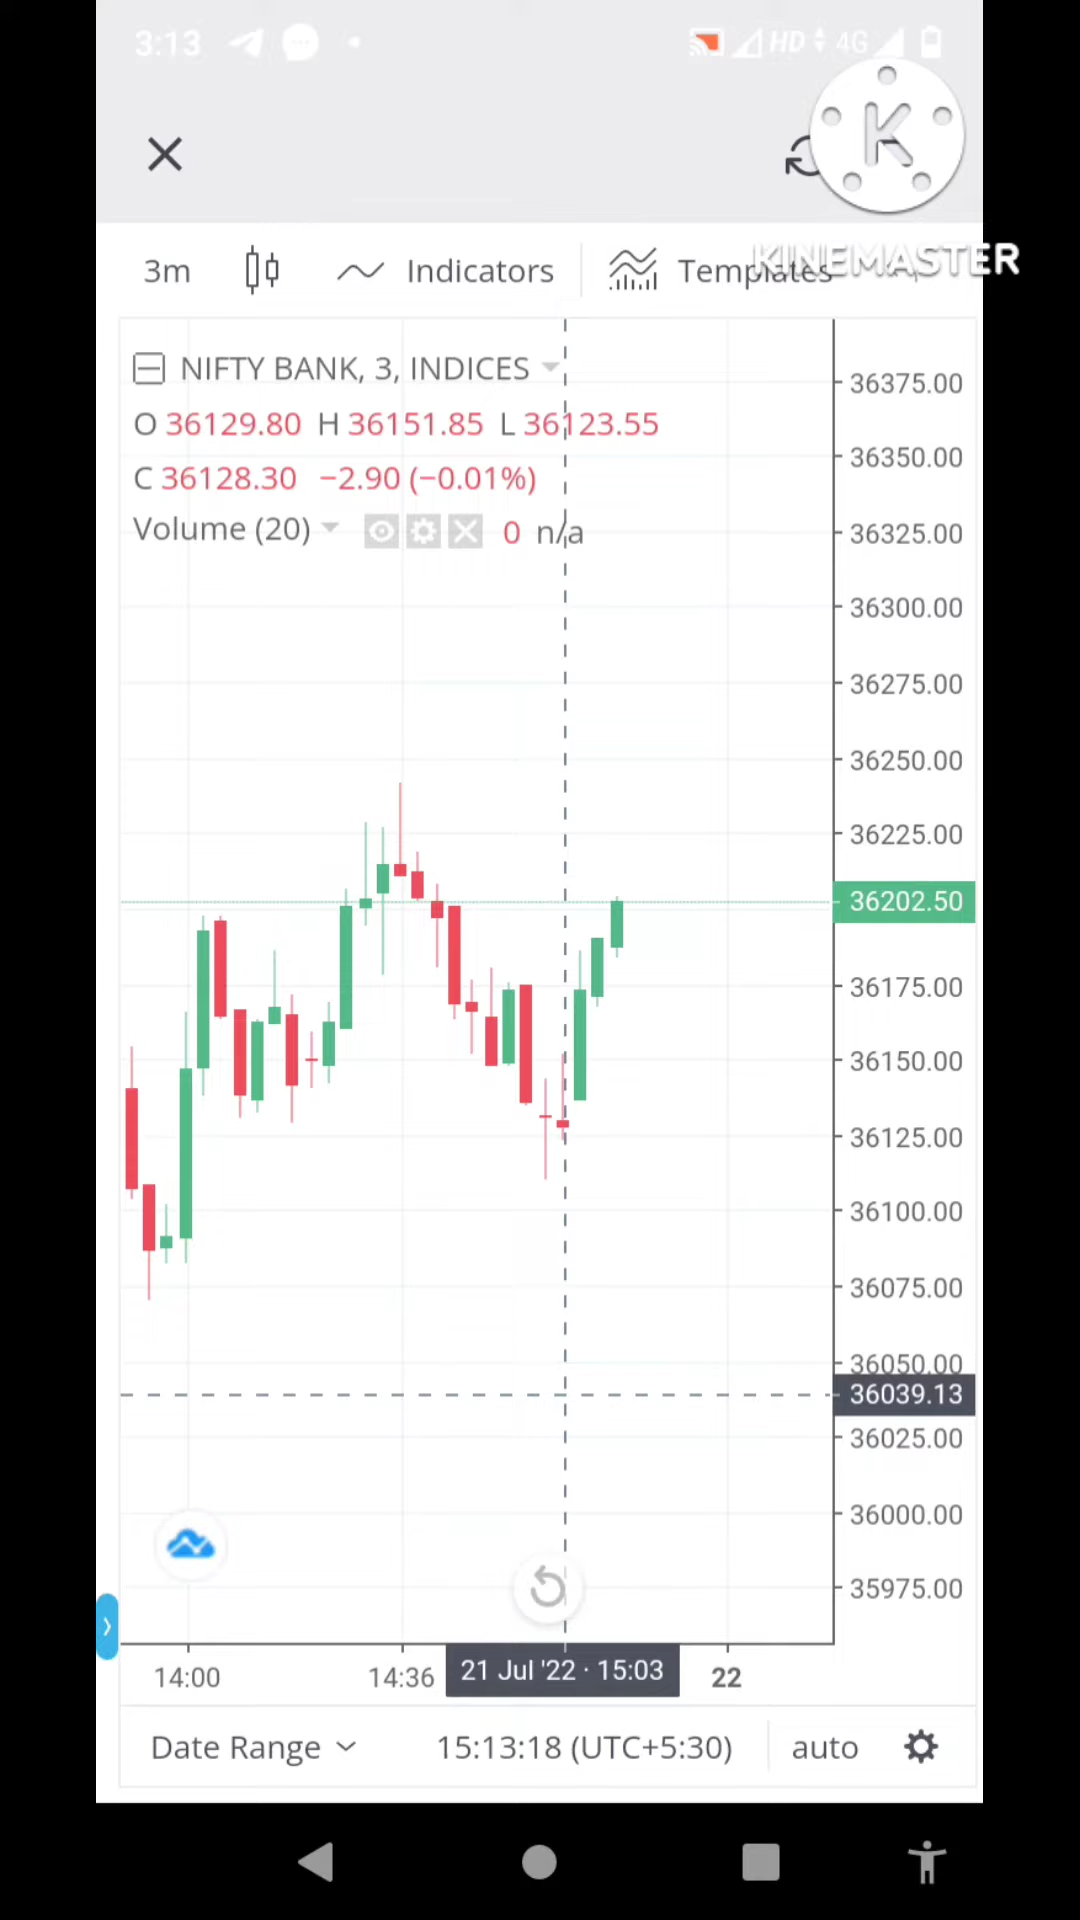 3:13 HD 4G
K
KINEMASTER
3m Indicators Templates
NIFTY BANK, 3, INDICES
O 36129.80 H 36151.85 L 36123.55
C 36128.30 −2.90 (−0.01%)
Volume (20) 0 n/a
36375.00
36350.00
36325.00
36300.00
36275.00
36250.00
36225.00
36202.50
36175.00
36150.00
36125.00
36100.00
36075.00
36050.00
36039.13
36025.00
36000.00
35975.00
14:00 14:36 21 Jul '22 · 15:03 22
Date Range 15:13:18 (UTC+5:30) auto